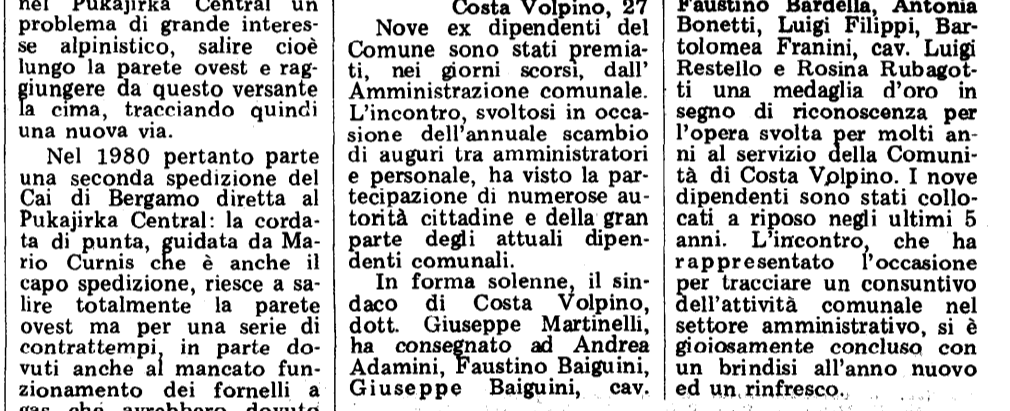 nel Pukajirka Central un
problema di grande interes-
se alpinistico, salire cioè
lungo la parete ovest e rag-
giungere da questo versante
la cima, tracciando quindi
una nuova via.
Nel 1980 pertanto parte
una seconda spedizione del
Cai di Bergamo diretta al
Pukajirka Central: la corda-
ta di punta, guidata da Ma-
rio Curnis che è anche il
capo spedizione, riesce a sa-
lire totalmente la parete
ovest ma per una serie di
contrattempi, in parte do-
vuti anche al mancato fun-
zionamento dei fornelli a
gas che avrebbero dovuto
Costa Volpino, 27
Nove ex dipendenti del
Comune sono stati premia-
ti, nei giorni scorsi, dall'
Amministrazione comunale.
L'incontro, svoltosi in occa-
sione dell'annuale scambio
di auguri tra amministratori
e personale, ha visto la par-
tecipazione di numerose au-
torità cittadine e della gran
parte degli attuali dipen-
denti comunali.
In forma solenne, il sin-
daco di Costa Volpino,
dott. Giuseppe Martinelli,
ha consegnato ad Andrea
Adamini, Faustino Baiguini,
Giuseppe Baiguini, cav.
Faustino Bardella, Antonia
Bonetti, Luigi Filippi, Bar-
tolomea Franini, cav. Luigi
Restello e Rosina Rubagot-
ti una medaglia d'oro in
segno di riconoscenza per
l'opera svolta per molti an-
ni al servizio della Comuni-
tà di Costa Volpino. I nove
dipendenti sono stati collo-
cati a riposo negli ultimi 5
anni. L'incontro, che ha
rappresentato l'occasione
per tracciare un consuntivo
dell'attività comunale nel
settore amministrativo, si è
gioiosamente concluso con
un brindisi all'anno nuovo
ed un rinfresco.